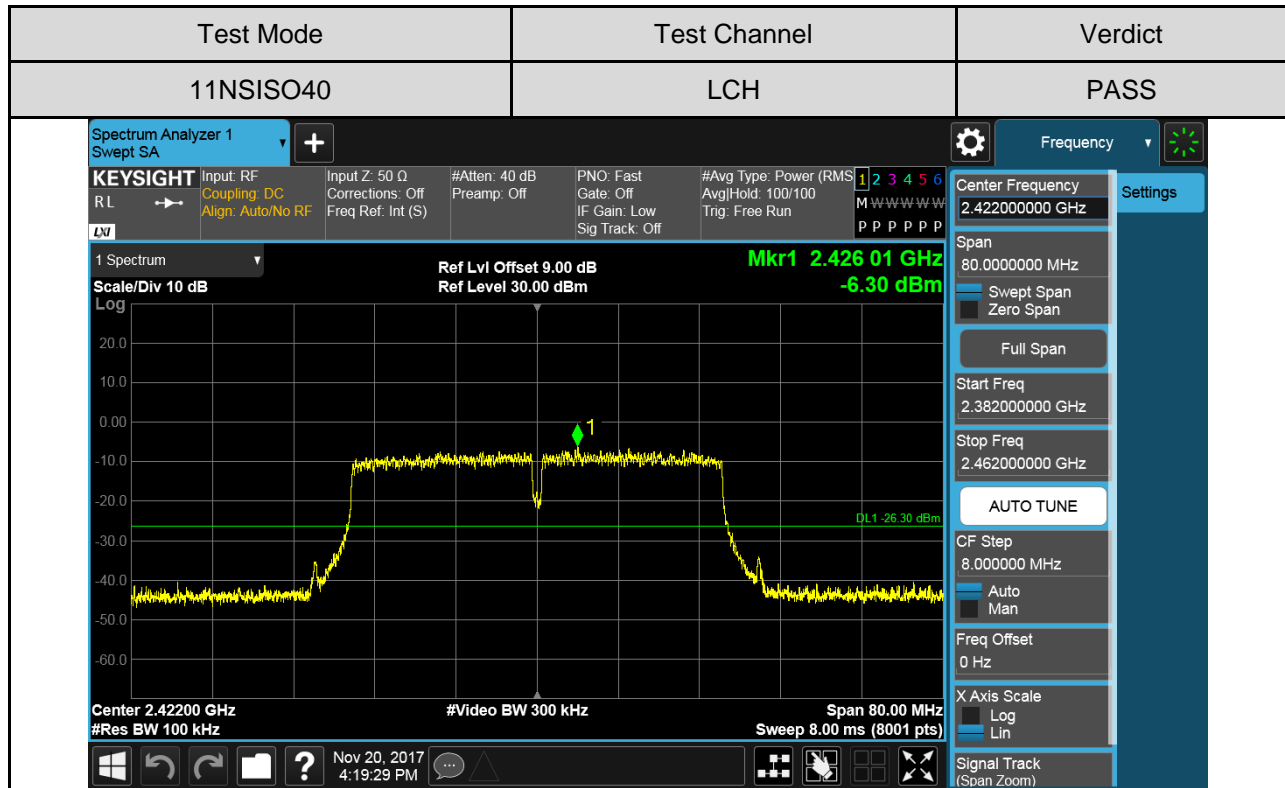 Test Mode Test Channel Verdict
11NSISO40 LCH PASS
Spectrum Analyzer 1
Swept SA
+
Frequency
KEYSIGHT
R L
LXI
Input: RF
Coupling: DC
Align: Auto/No RF
Input Z: 50 Ω
Corrections: Off
Freq Ref: Int (S)
#Atten: 40 dB
Preamp: Off
PNO: Fast
Gate: Off
IF Gain: Low
Sig Track: Off
#Avg Type: Power (RMS
Avg|Hold: 100/100
Trig: Free Run
1 2 3 4 5 6
M W W W W W
P P P P P P
1 Spectrum
Scale/Div 10 dB
Log
Ref Lvl Offset 9.00 dB
Ref Level 30.00 dBm
Mkr1 2.426 01 GHz
-6.30 dBm
20.0
10.0
0.00
1
-10.0
-20.0
DL1 -26.30 dBm
-30.0
-40.0
-50.0
-60.0
Center 2.42200 GHz
#Res BW 100 kHz
#Video BW 300 kHz
Span 80.00 MHz
Sweep 8.00 ms (8001 pts)
Center Frequency
2.422000000 GHz
Settings
Span
80.0000000 MHz
Swept Span
Zero Span
Full Span
Start Freq
2.382000000 GHz
Stop Freq
2.462000000 GHz
AUTO TUNE
CF Step
8.000000 MHz
Auto
Man
Freq Offset
0 Hz
X Axis Scale
Log
Lin
Signal Track
(Span Zoom)
?
Nov 20, 2017
4:19:29 PM